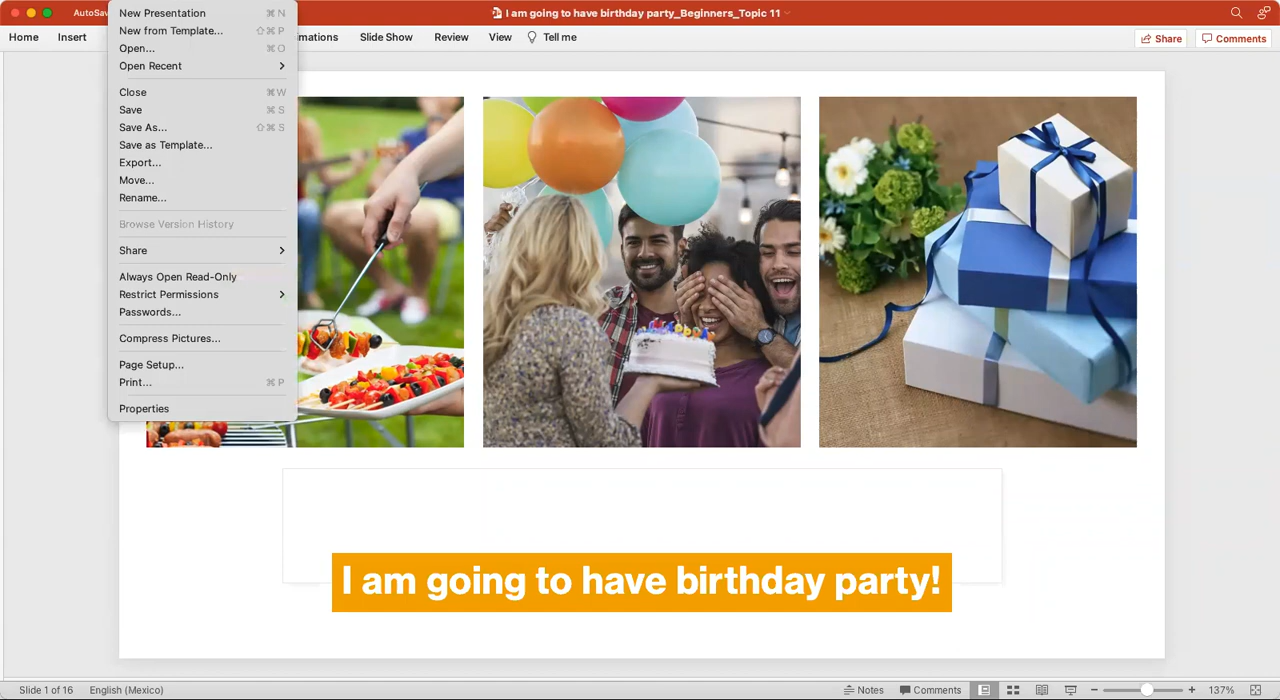 AutoSav
I am going to have birthday party_Beginners_Topic 11
Home Insert imations Slide Show Review View Tell me Share Comments
New Presentation ⌘ N
New from Template... ⇧⌘ P
Open... ⌘ O
Open Recent
Close ⌘ W
Save ⌘ S
Save As... ⇧⌘ S
Save as Template...
Export...
Move...
Rename...
Browse Version History
Share
Always Open Read-Only
Restrict Permissions
Passwords...
Compress Pictures...
Page Setup...
Print... ⌘ P
Properties
I am going to have birthday party!
Slide 1 of 16 English (Mexico) Notes Comments 137%